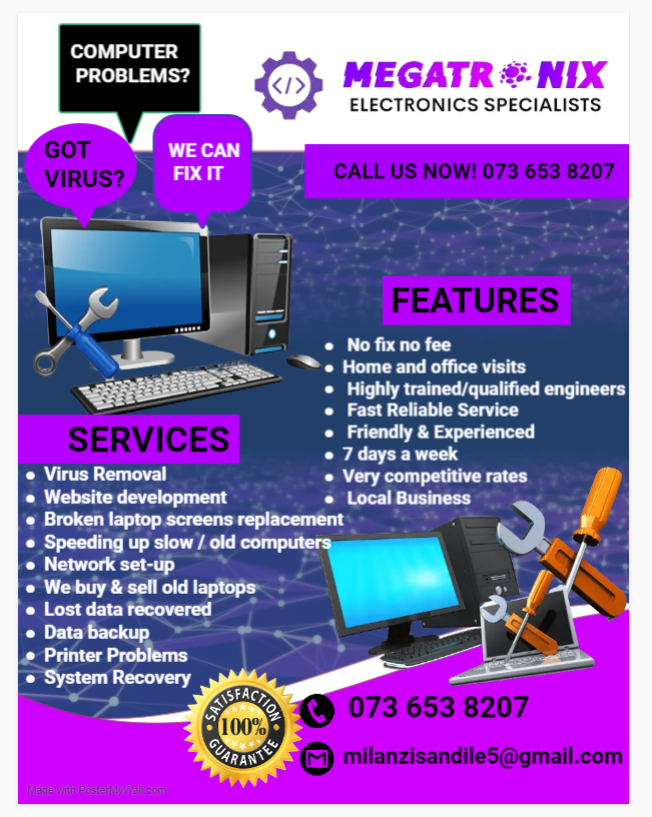 COMPUTER
PROBLEMS?
GOT
VIRUS?
WE CAN
FIX IT
</>
MEGATRONIX
ELECTRONICS SPECIALISTS
CALL US NOW! 073 653 8207
FEATURES
No fix no fee
Home and office visits
Highly trained/qualified engineers
Fast Reliable Service
Friendly & Experienced
7 days a week
Very competitive rates
Local Business
SERVICES
Virus Removal
Website development
Broken laptop screens replacement
Speeding up slow / old computers
Network set-up
We buy & sell old laptops
Lost data recovered
Data backup
Printer Problems
System Recovery
SATISFACTION
100%
GUARANTEE
073 653 8207
milanzisandile5@gmail.com
Made with PosterMyWall.com